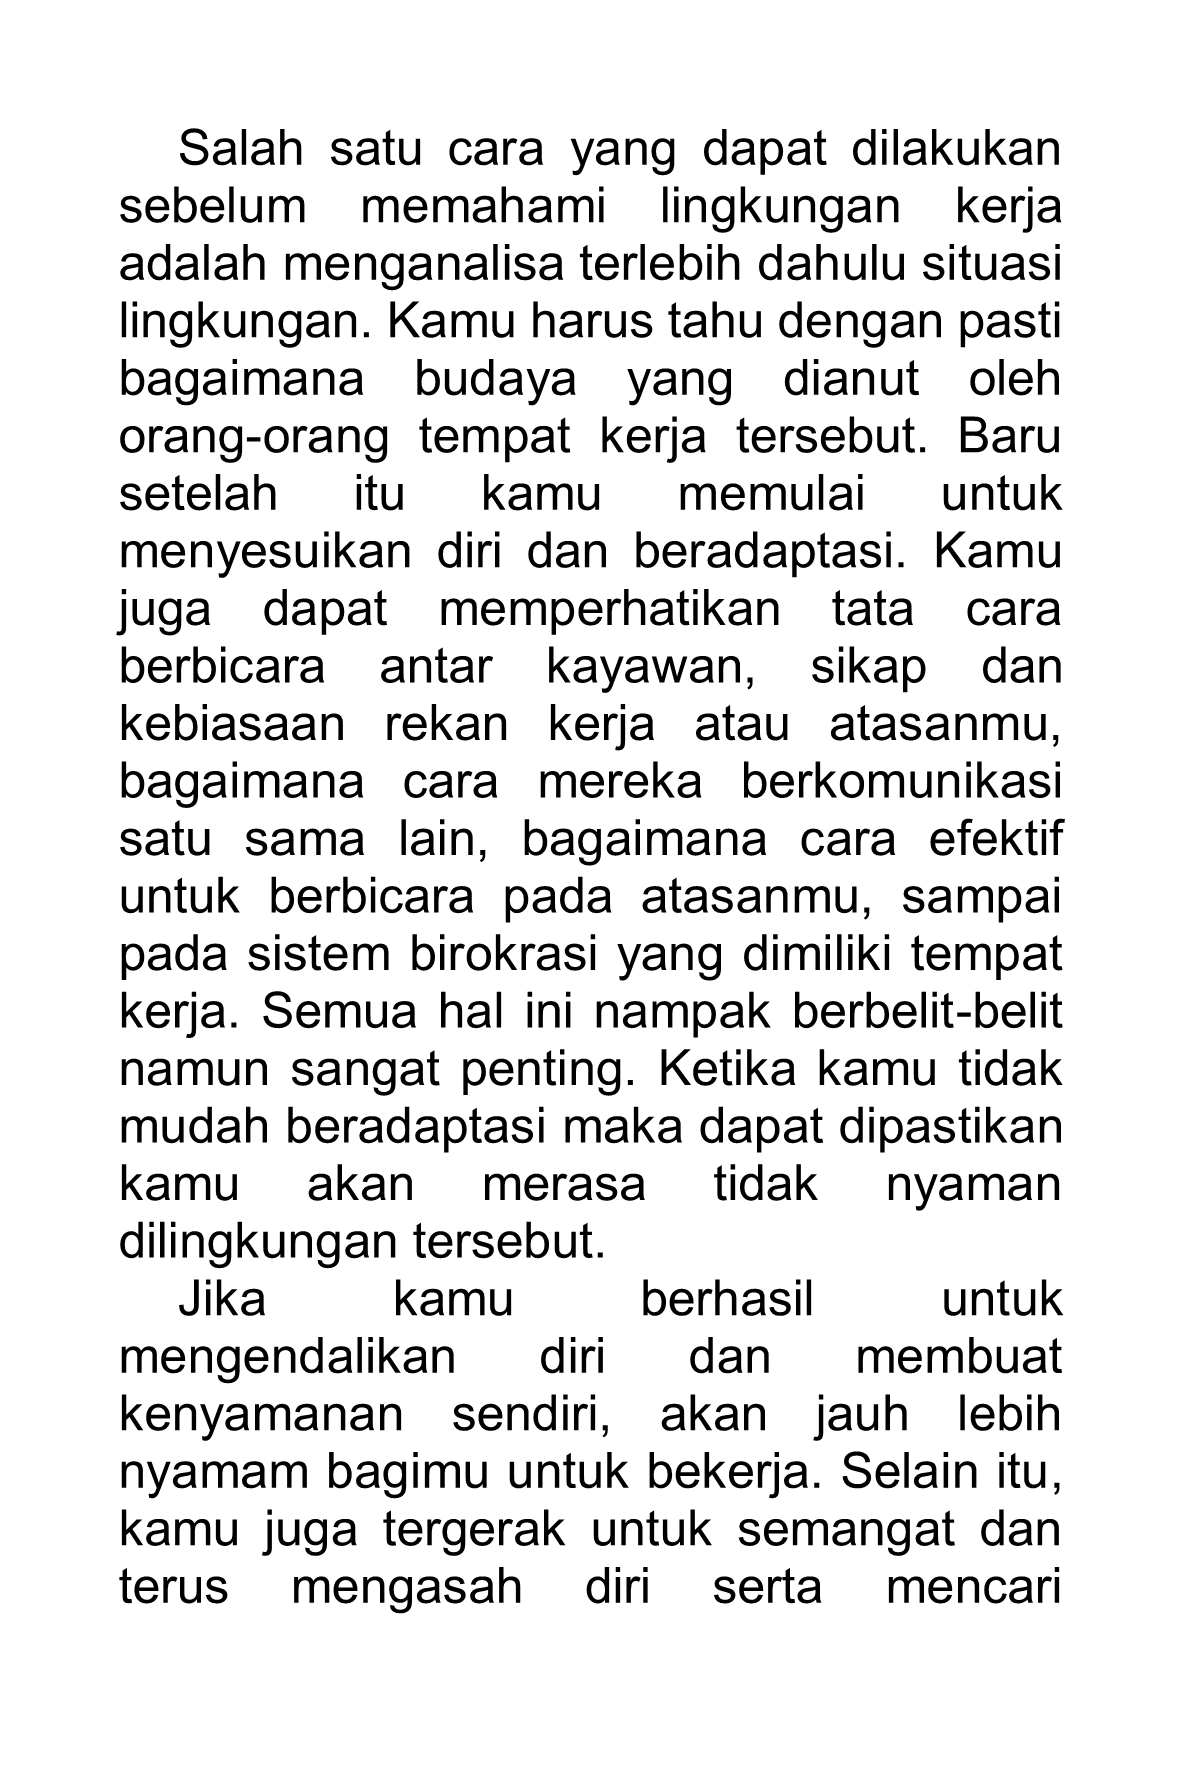 Salah satu cara yang dapat dilakukan
sebelum memahami lingkungan kerja
adalah menganalisa terlebih dahulu situasi
lingkungan. Kamu harus tahu dengan pasti
bagaimana budaya yang dianut oleh
orang-orang tempat kerja tersebut. Baru
setelah itu kamu memulai untuk
menyesuikan diri dan beradaptasi. Kamu
juga dapat memperhatikan tata cara
berbicara antar kayawan, sikap dan
kebiasaan rekan kerja atau atasanmu,
bagaimana cara mereka berkomunikasi
satu sama lain, bagaimana cara efektif
untuk berbicara pada atasanmu, sampai
pada sistem birokrasi yang dimiliki tempat
kerja. Semua hal ini nampak berbelit-belit
namun sangat penting. Ketika kamu tidak
mudah beradaptasi maka dapat dipastikan
kamu akan merasa tidak nyaman
dilingkungan tersebut.
Jika kamu berhasil untuk
mengendalikan diri dan membuat
kenyamanan sendiri, akan jauh lebih
nyamam bagimu untuk bekerja. Selain itu,
kamu juga tergerak untuk semangat dan
terus mengasah diri serta mencari